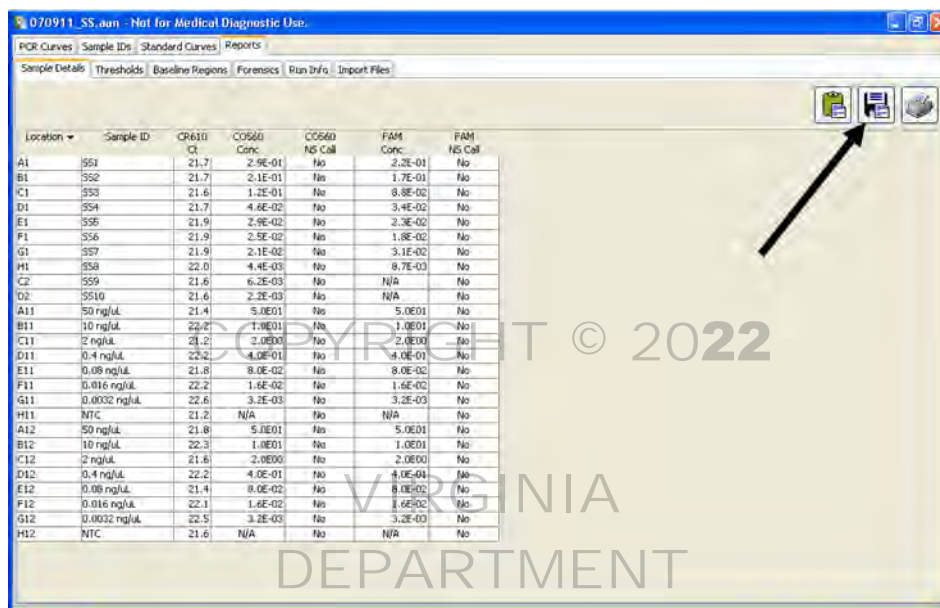 070911_SS.aan - Not for Medical Diagnostic Use.
PCR Curves Sample IDs Standard Curves Reports
Sample Details Thresholds Baseline Regions Forensics Run Info Import Files
Location Sample ID CR610 CO560 CO560 FAM FAM
Ct Conc NS Call Conc NS Call
A1 SS1 21.7 2.9E-01 No 2.2E-01 No
B1 SS2 21.7 2.1E-01 No 1.7E-01 No
C1 SS3 21.6 1.2E-01 No 8.8E-02 No
D1 SS4 21.7 4.6E-02 No 3.4E-02 No
E1 SS5 21.9 2.9E-02 No 2.3E-02 No
F1 SS6 21.9 2.5E-02 No 1.8E-02 No
G1 SS7 21.9 2.1E-02 No 3.1E-02 No
H1 SS8 22.0 4.4E-03 No 8.7E-03 No
C2 SS9 21.6 6.2E-03 No N/A No
D2 SS10 21.6 2.2E-03 No N/A No
A11 50 ng/uL 21.4 5.0E01 No 5.0E01 No
B11 10 ng/uL 22.2 1.0E01 No 1.0E01 No
C11 2 ng/uL 21.2 2.0E00 No 2.0E00 No
D11 0.4 ng/uL 22.2 4.0E-01 No 4.0E-01 No
E11 0.08 ng/uL 21.8 8.0E-02 No 8.0E-02 No
F11 0.016 ng/uL 22.2 1.6E-02 No 1.6E-02 No
G11 0.0032 ng/uL 22.6 3.2E-03 No 3.2E-03 No
H11 NTC 21.2 N/A No N/A No
A12 50 ng/uL 21.8 5.0E01 No 5.0E01 No
B12 10 ng/uL 22.3 1.0E01 No 1.0E01 No
C12 2 ng/uL 21.6 2.0E00 No 2.0E00 No
D12 0.4 ng/uL 22.2 4.0E-01 No 4.0E-01 No
E12 0.08 ng/uL 21.4 8.0E-02 No 8.0E-02 No
F12 0.016 ng/uL 22.1 1.6E-02 No 1.6E-02 No
G12 0.0032 ng/uL 22.5 3.2E-03 No 3.2E-03 No
H12 NTC 21.6 N/A No N/A No
COPYRIGHT © 2022
VIRGINIA
DEPARTMENT